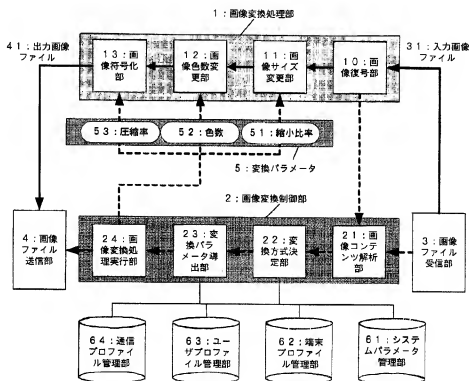 1：画像変換処理部
41：出力画像
ファイル
31：入力画像
ファイル
13：画
像符号化
部
12：画
像色数変
更部
11：画
像サイズ
変更部
10：画
像復号部
53：圧縮率
52：色数
51：縮小比率
5：変換パラメータ
2：画像変換制御部
4：画像
ファイル
送信部
24：画
像変換処
理実行部
23：変
換パラ
メータ導
出部
22：変
換方式決
定部
21：画
像コンテ
ンツ解析
部
3：画像
ファイル
受信部
64：通信
プロファイ
ル管理部
63：ユー
ザプロファ
イル管理部
62：端末
プロファイ
ル管理部
61：システ
ムパラメータ
管理部